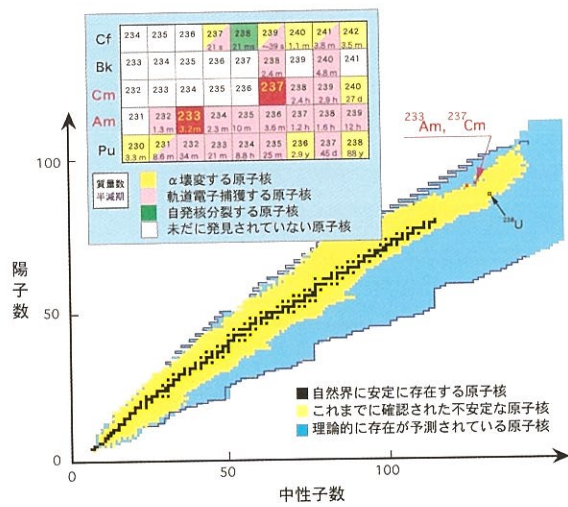 Cf 234 235 236 237 238 239 240 241 242
21 s 21 ms ~39 s 1.1 m 3.8 m 3.5 m
Bk 233 234 235 236 237 238 239 240 241
2.4 m 4.8 m
Cm 232 233 234 235 236 237 238 239 240
2.4 h 2.9 h 27 d
Am 231 232 233 234 235 236 237 238 239
1.3 m 3.2m 2.3 m 10 m 3.6 m 1.2 h 1.6 h 12 h
Pu 230 231 232 233 234 235 236 237 238
3.3 m 8.6 m 34 m 21 m 8.8 h 25 m 2.9 y 45 d 88 y
質量数
半減期
α壊変する原子核
軌道電子捕獲する原子核
自発核分裂する原子核
未だに発見されていない原子核
233Am, 237Cm
238U
陽子数
100
50
0
自然界に安定に存在する原子核
これまでに確認された不安定な原子核
理論的に存在が予測されている原子核
0 50 100
中性子数